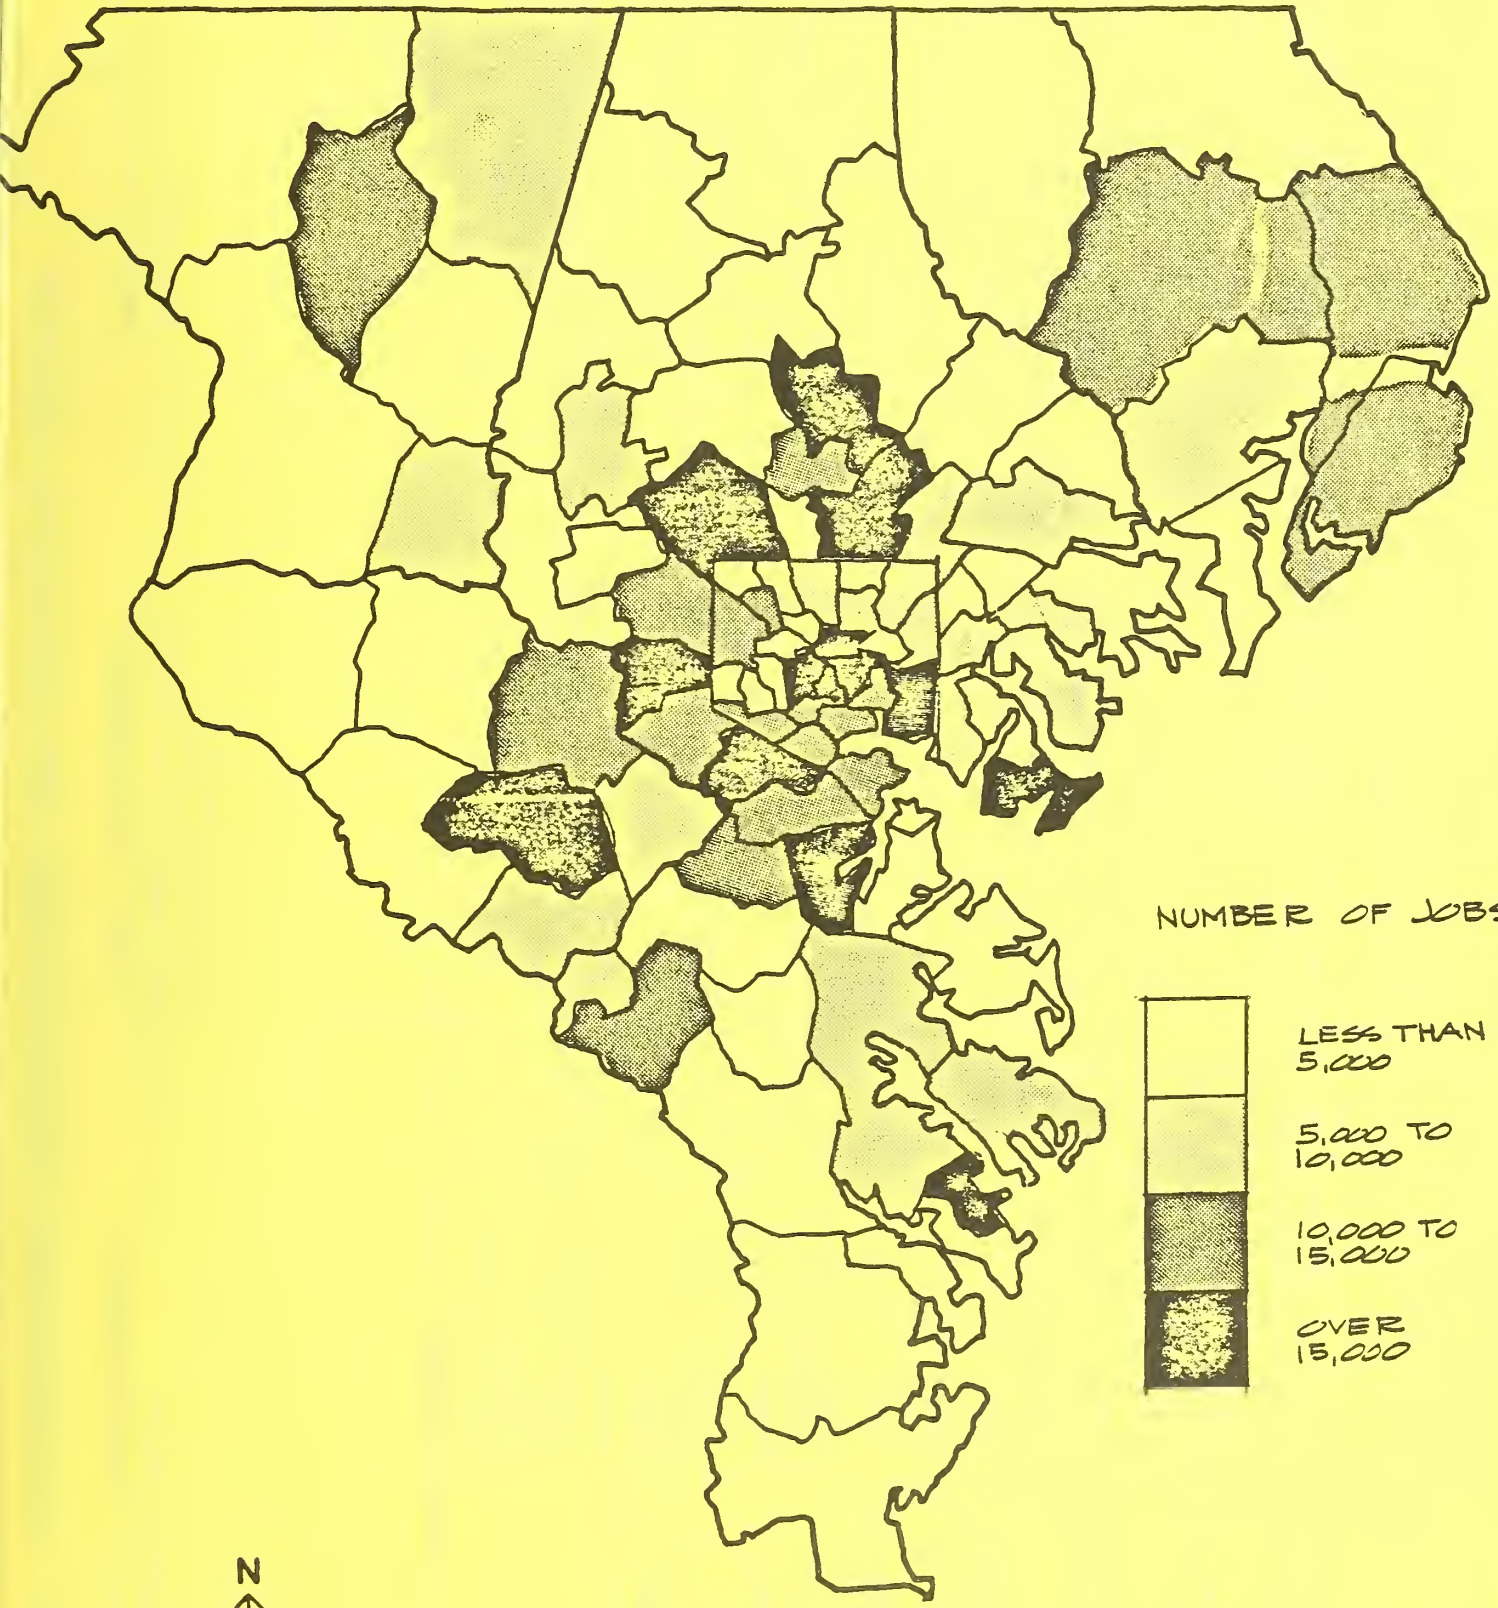 NUMBER OF JOBS
LESS THAN
5,000
5,000 TO
10,000
10,000 TO
15,000
OVER
15,000
N